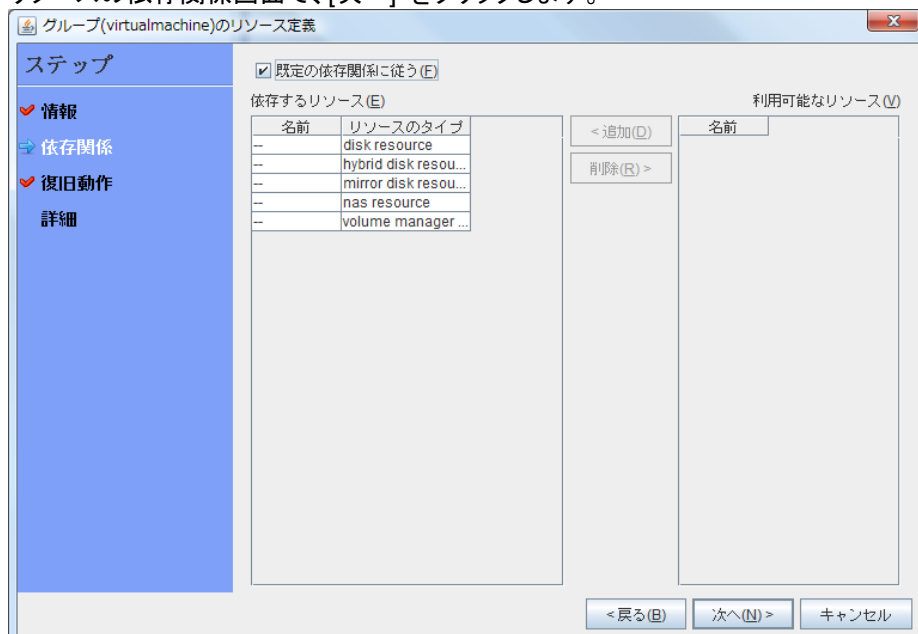 グループ(virtualmachine)のリソース定義
ステップ
情報
依存関係
復旧動作
詳細
既定の依存関係に従う(F)
依存するリソース(E)
名前 リソースのタイプ
-- disk resource
-- hybrid disk resou...
-- mirror disk resou...
-- nas resource
-- volume manager ...
<追加(D)
削除(R)>
利用可能なリソース(V)
名前
<戻る(B)
次へ(N)>
キャンセル